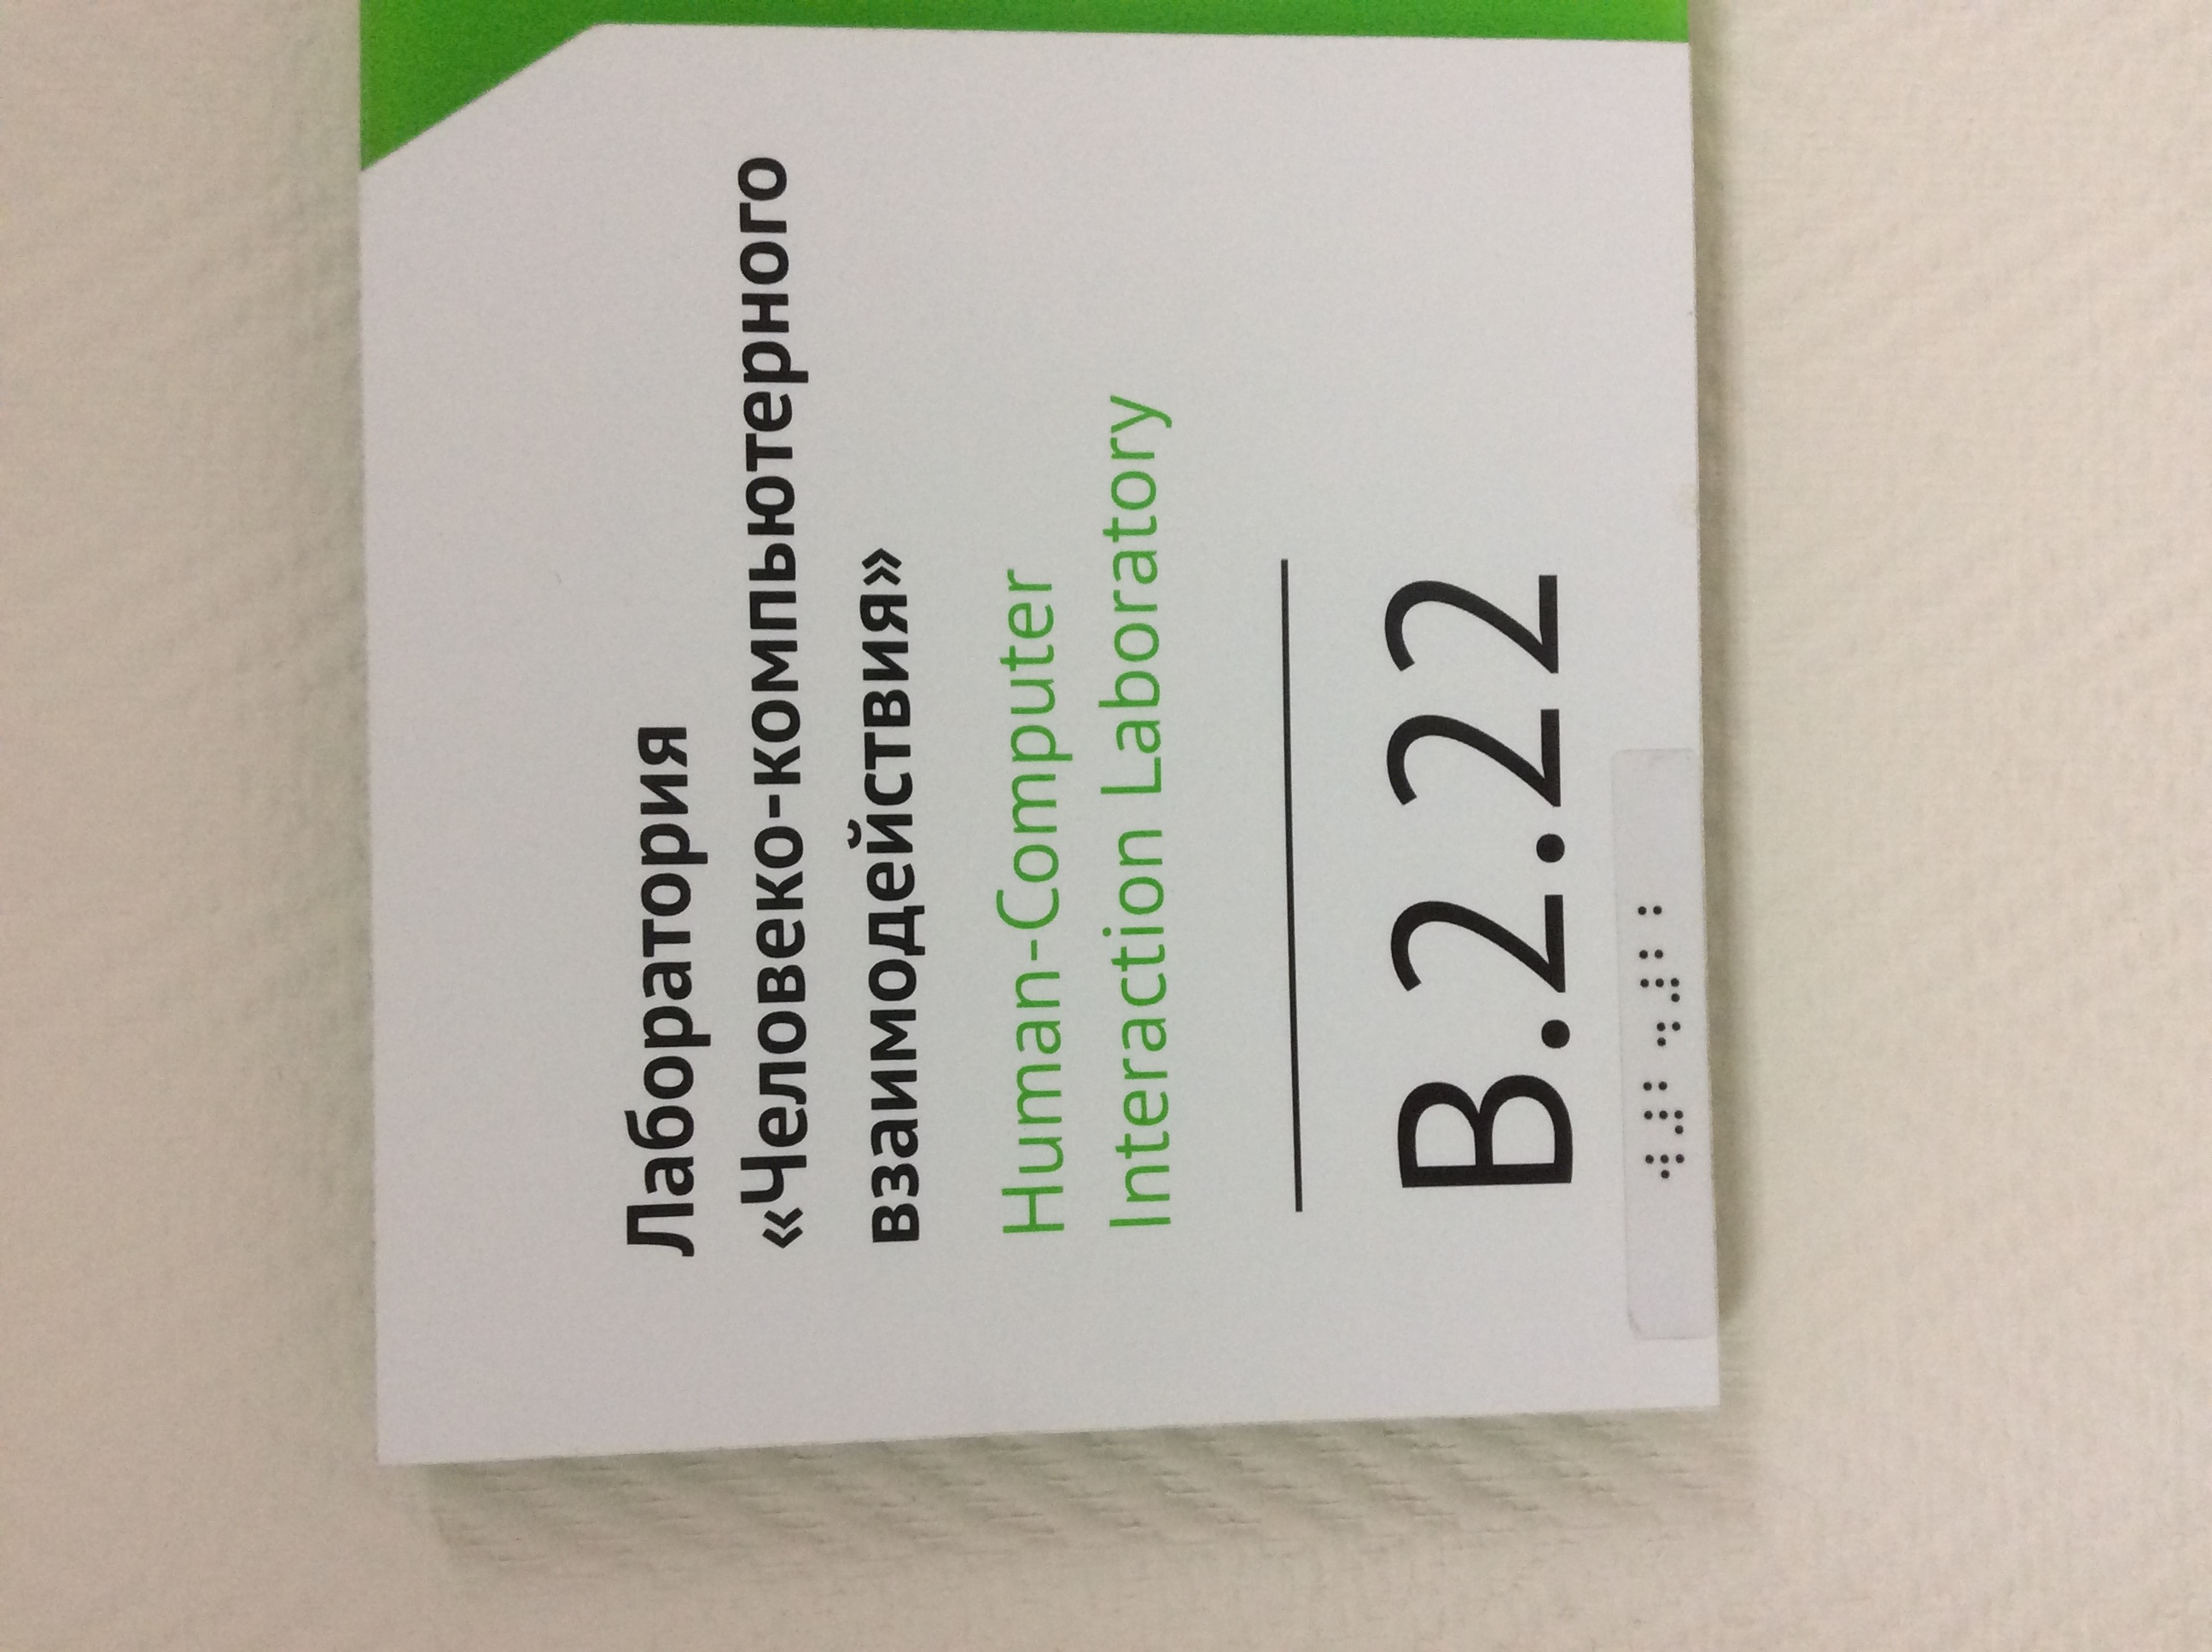 Лаборатория
«Человеко-компьютерного
взаимодействия»
Human-Computer
Interaction Laboratory
В.2.22
⠺⠼⠃⠲⠼⠃⠃